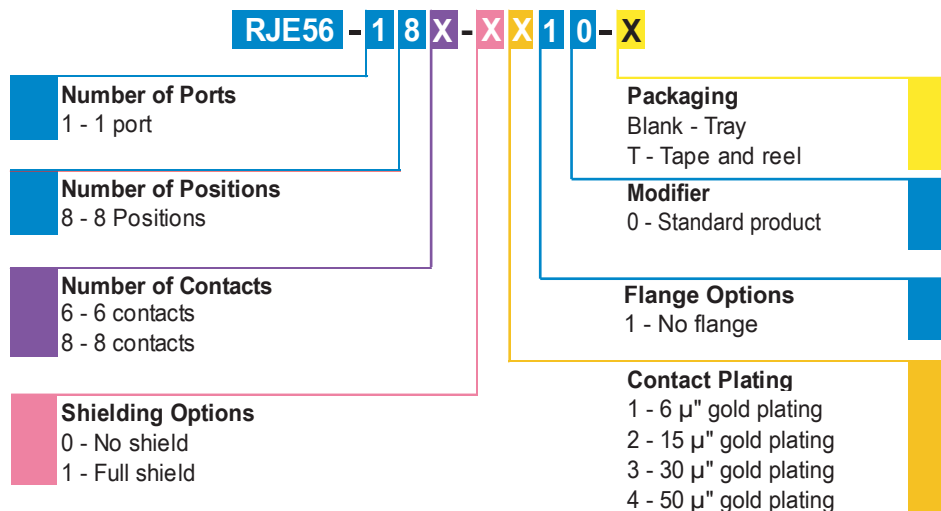 RJE56 - 1 8 X - X X 1 0 - X
Number of Ports
1 - 1 port
Number of Positions
8 - 8 Positions
Number of Contacts
6 - 6 contacts
8 - 8 contacts
Shielding Options
0 - No shield
1 - Full shield
Packaging
Blank - Tray
T - Tape and reel
Modifier
0 - Standard product
Flange Options
1 - No flange
Contact Plating
1 - 6 µ" gold plating
2 - 15 µ" gold plating
3 - 30 µ" gold plating
4 - 50 µ" gold plating